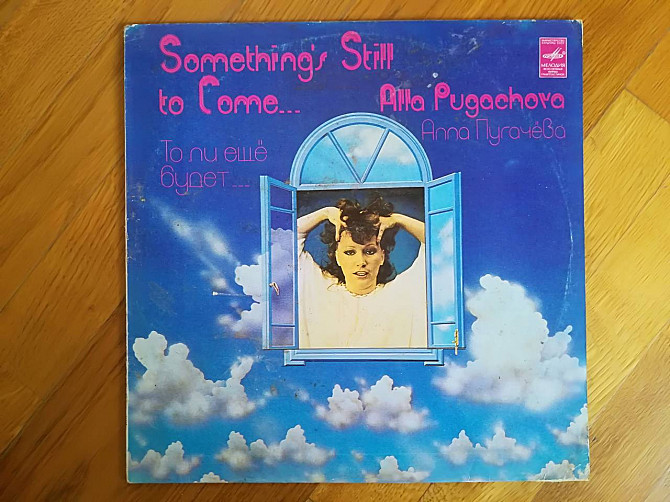 Something's Still
to Come...
Alla Pugachova
Алла Пугачёва
То ли ещё
будет...
МЕЛОДИЯ